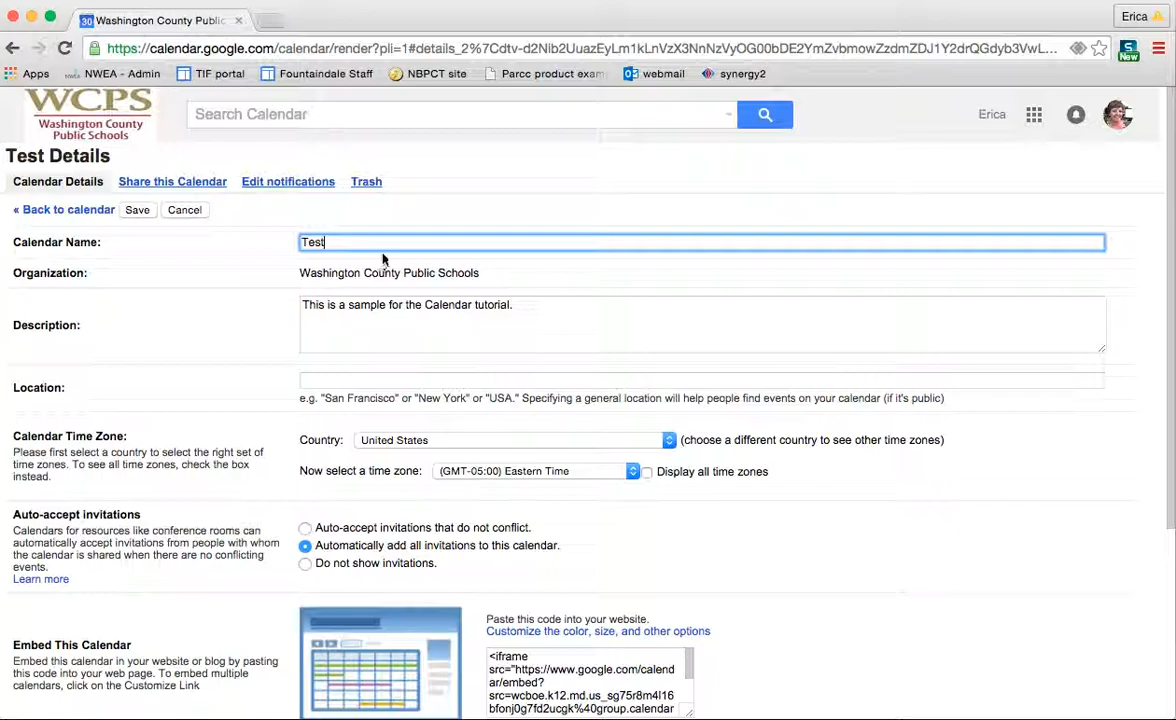 30 Washington County Public
Erica
https://calendar.google.com/calendar/render?pli=1#details_2%7Cdtv-d2Nib2UuazEyLm1kLnVzX3NnNzVyOG00bDE2YmZvbmowZzdmZDJ1Y2drQGdyb3VwL...
New
Apps NWEA - Admin TIF portal Fountaindale Staff NBPCT site Parcc product exam webmail synergy2
WCPS
Washington County
Public Schools
Search Calendar
Erica
Test Details
Calendar Details Share this Calendar Edit notifications Trash
« Back to calendar Save Cancel
Calendar Name: Test
Organization: Washington County Public Schools
Description: This is a sample for the Calendar tutorial.
Location:
e.g. "San Francisco" or "New York" or "USA." Specifying a general location will help people find events on your calendar (if it's public)
Calendar Time Zone:
Please first select a country to select the right set of
time zones. To see all time zones, check the box
instead.
Country: United States (choose a different country to see other time zones)
Now select a time zone: (GMT-05:00) Eastern Time Display all time zones
Auto-accept invitations
Calendars for resources like conference rooms can
automatically accept invitations from people with whom
the calendar is shared when there are no conflicting
events.
Learn more
Auto-accept invitations that do not conflict.
Automatically add all invitations to this calendar.
Do not show invitations.
Embed This Calendar
Embed this calendar in your website or blog by pasting
this code into your web page. To embed multiple
calendars, click on the Customize Link
Paste this code into your website.
Customize the color, size, and other options
<iframe
src="https://www.google.com/calend
ar/embed?
src=wcboe.k12.md.us_sg75r8m4l16
bfonj0g7fd2ucgk%40group.calendar